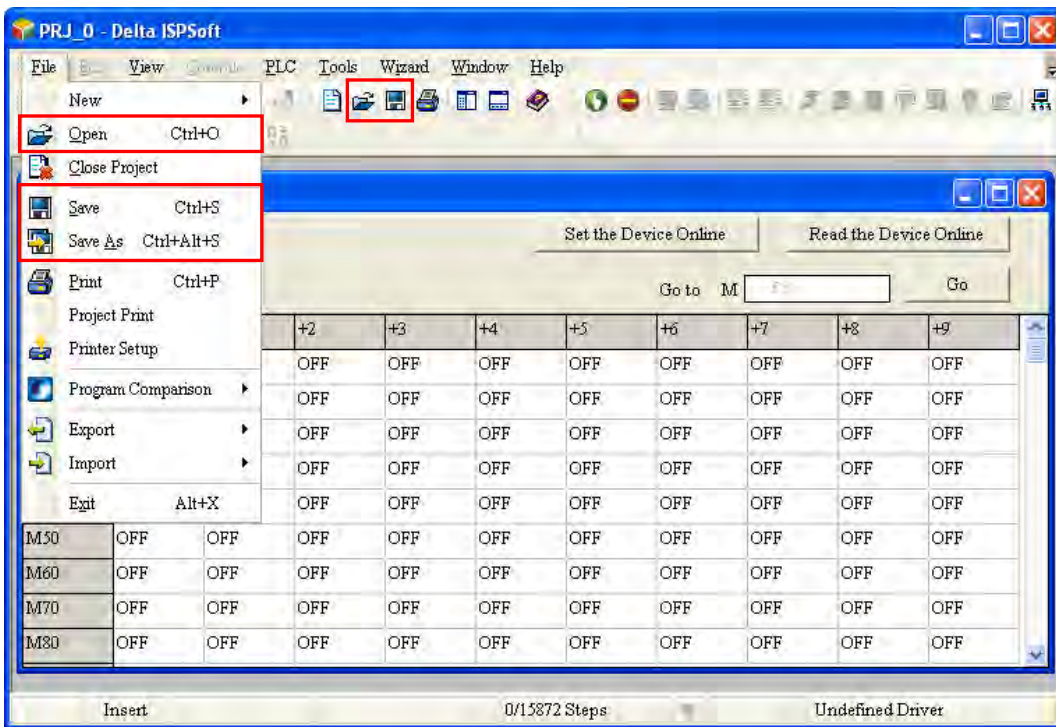 PRJ_0 - Delta ISPSoft
File View PLC Tools Wizard Window Help
New
Open Ctrl+O
Close Project
Save Ctrl+S
Save As Ctrl+Alt+S
Set the Device Online Read the Device Online
Print Ctrl+P
Go to M Go
Project Print
Printer Setup
+2 +3 +4 +5 +6 +7 +8 +9
OFF OFF OFF OFF OFF OFF OFF OFF
Program Comparison
OFF OFF OFF OFF OFF OFF OFF OFF
Export
OFF OFF OFF OFF OFF OFF OFF OFF
Import
OFF OFF OFF OFF OFF OFF OFF OFF
Exit Alt+X
OFF OFF OFF OFF OFF OFF OFF OFF
M50 OFF OFF OFF OFF OFF OFF OFF OFF OFF OFF
M60 OFF OFF OFF OFF OFF OFF OFF OFF OFF OFF
M70 OFF OFF OFF OFF OFF OFF OFF OFF OFF OFF
M80 OFF OFF OFF OFF OFF OFF OFF OFF OFF OFF
Insert 0/15872 Steps Undefined Driver